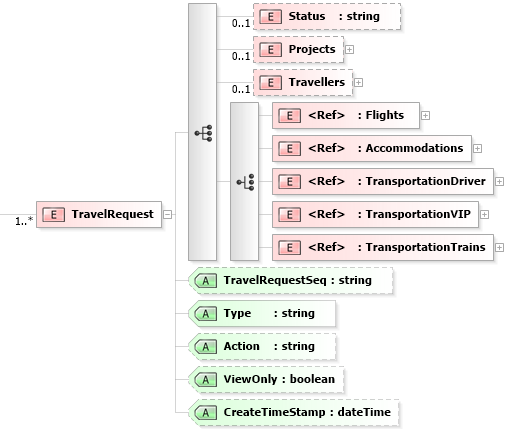 0..1 E Status : string
0..1 E Projects
0..1 E Travellers
E <Ref> : Flights
E <Ref> : Accommodations
E <Ref> : TransportationDriver
1..* E TravelRequest
E <Ref> : TransportationVIP
E <Ref> : TransportationTrains
A TravelRequestSeq : string
A Type : string
A Action : string
A ViewOnly : boolean
A CreateTimeStamp : dateTime